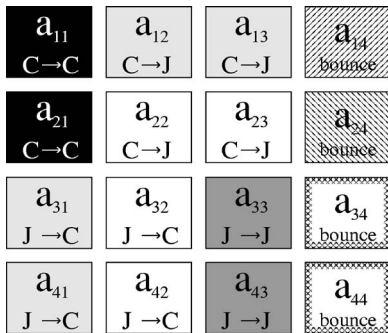 a₁₁ a₁₂ a₁₃ a₁₄
C→C C→J C→J bounce
a₂₁ a₂₂ a₂₃ a₂₄
C→C C→J C→J bounce
a₃₁ a₃₂ a₃₃ a₃₄
J→C J→C J→J bounce
a₄₁ a₄₂ a₄₃ a₄₄
J→C J→C J→J bounce